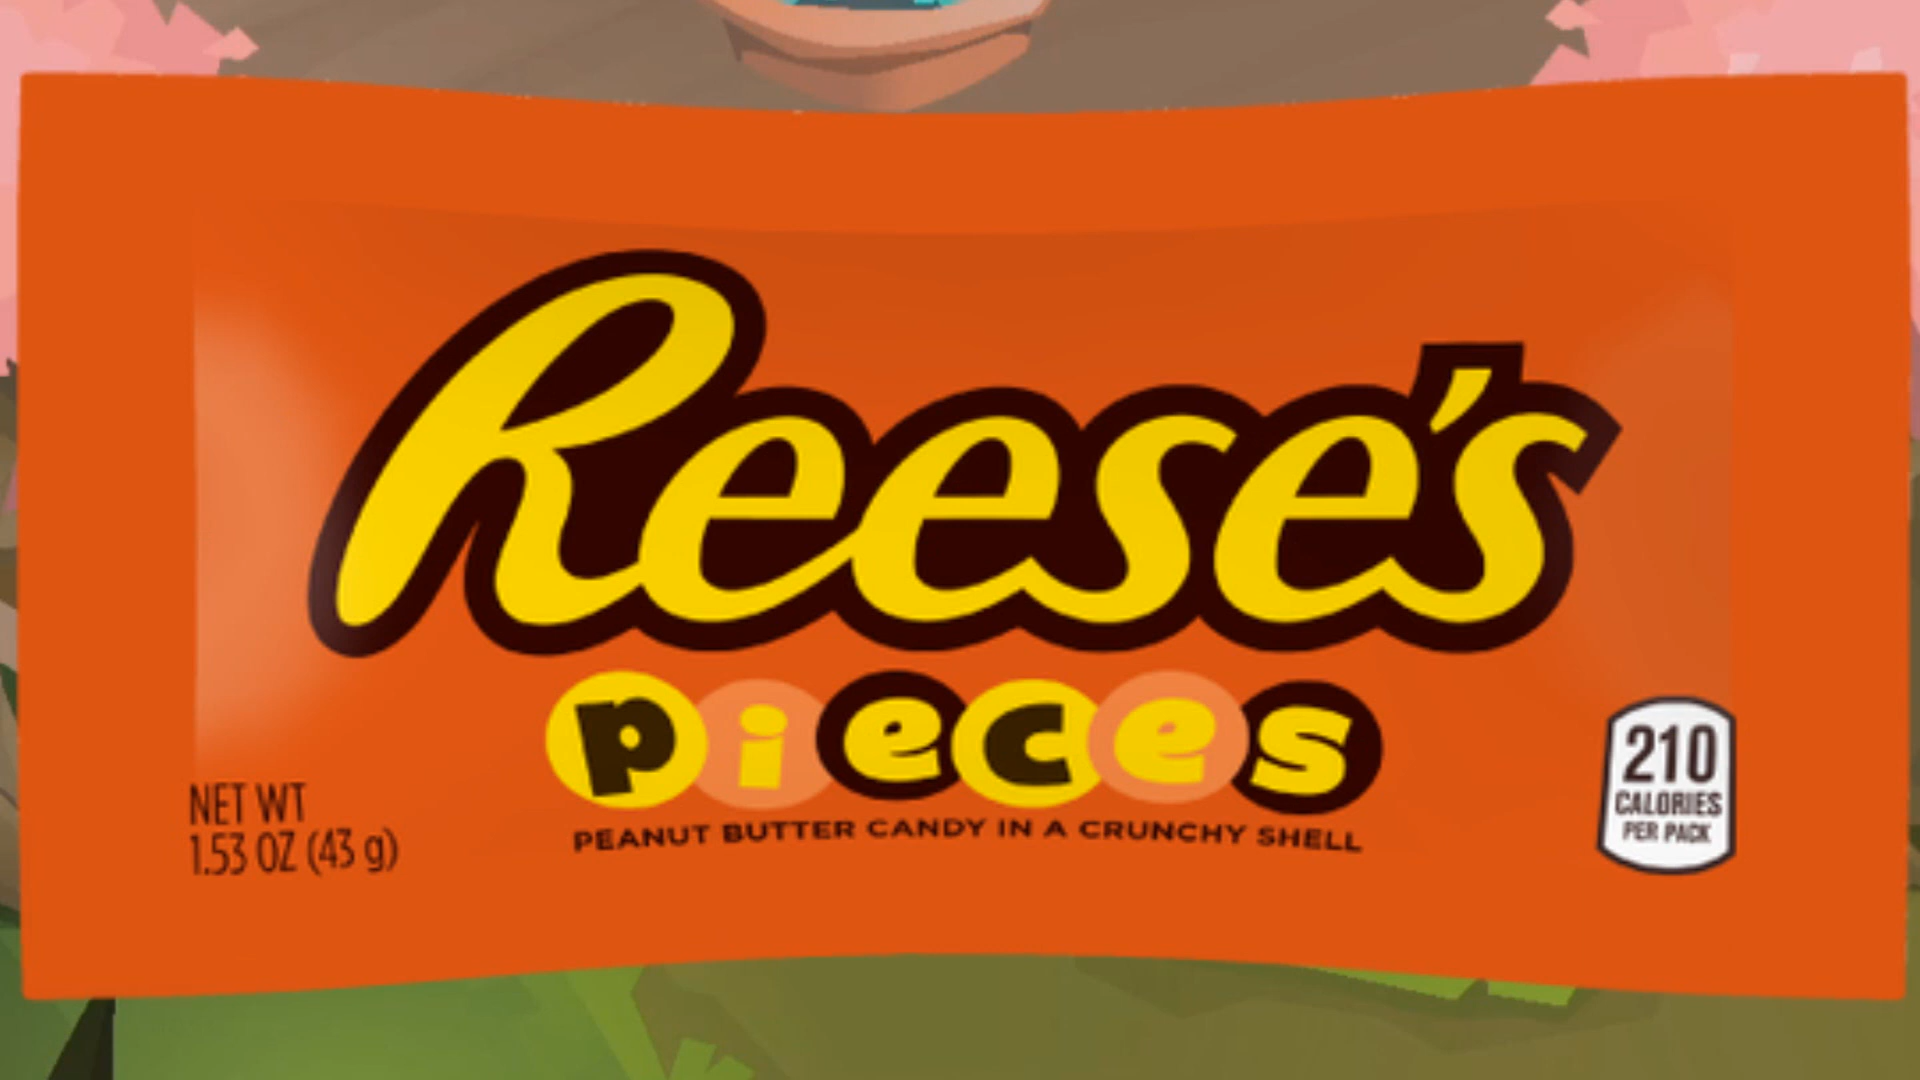 Reese's
pieces
PEANUT BUTTER CANDY IN A CRUNCHY SHELL
NET WT
1.53 OZ (43 g)
210
CALORIES
PER PACK